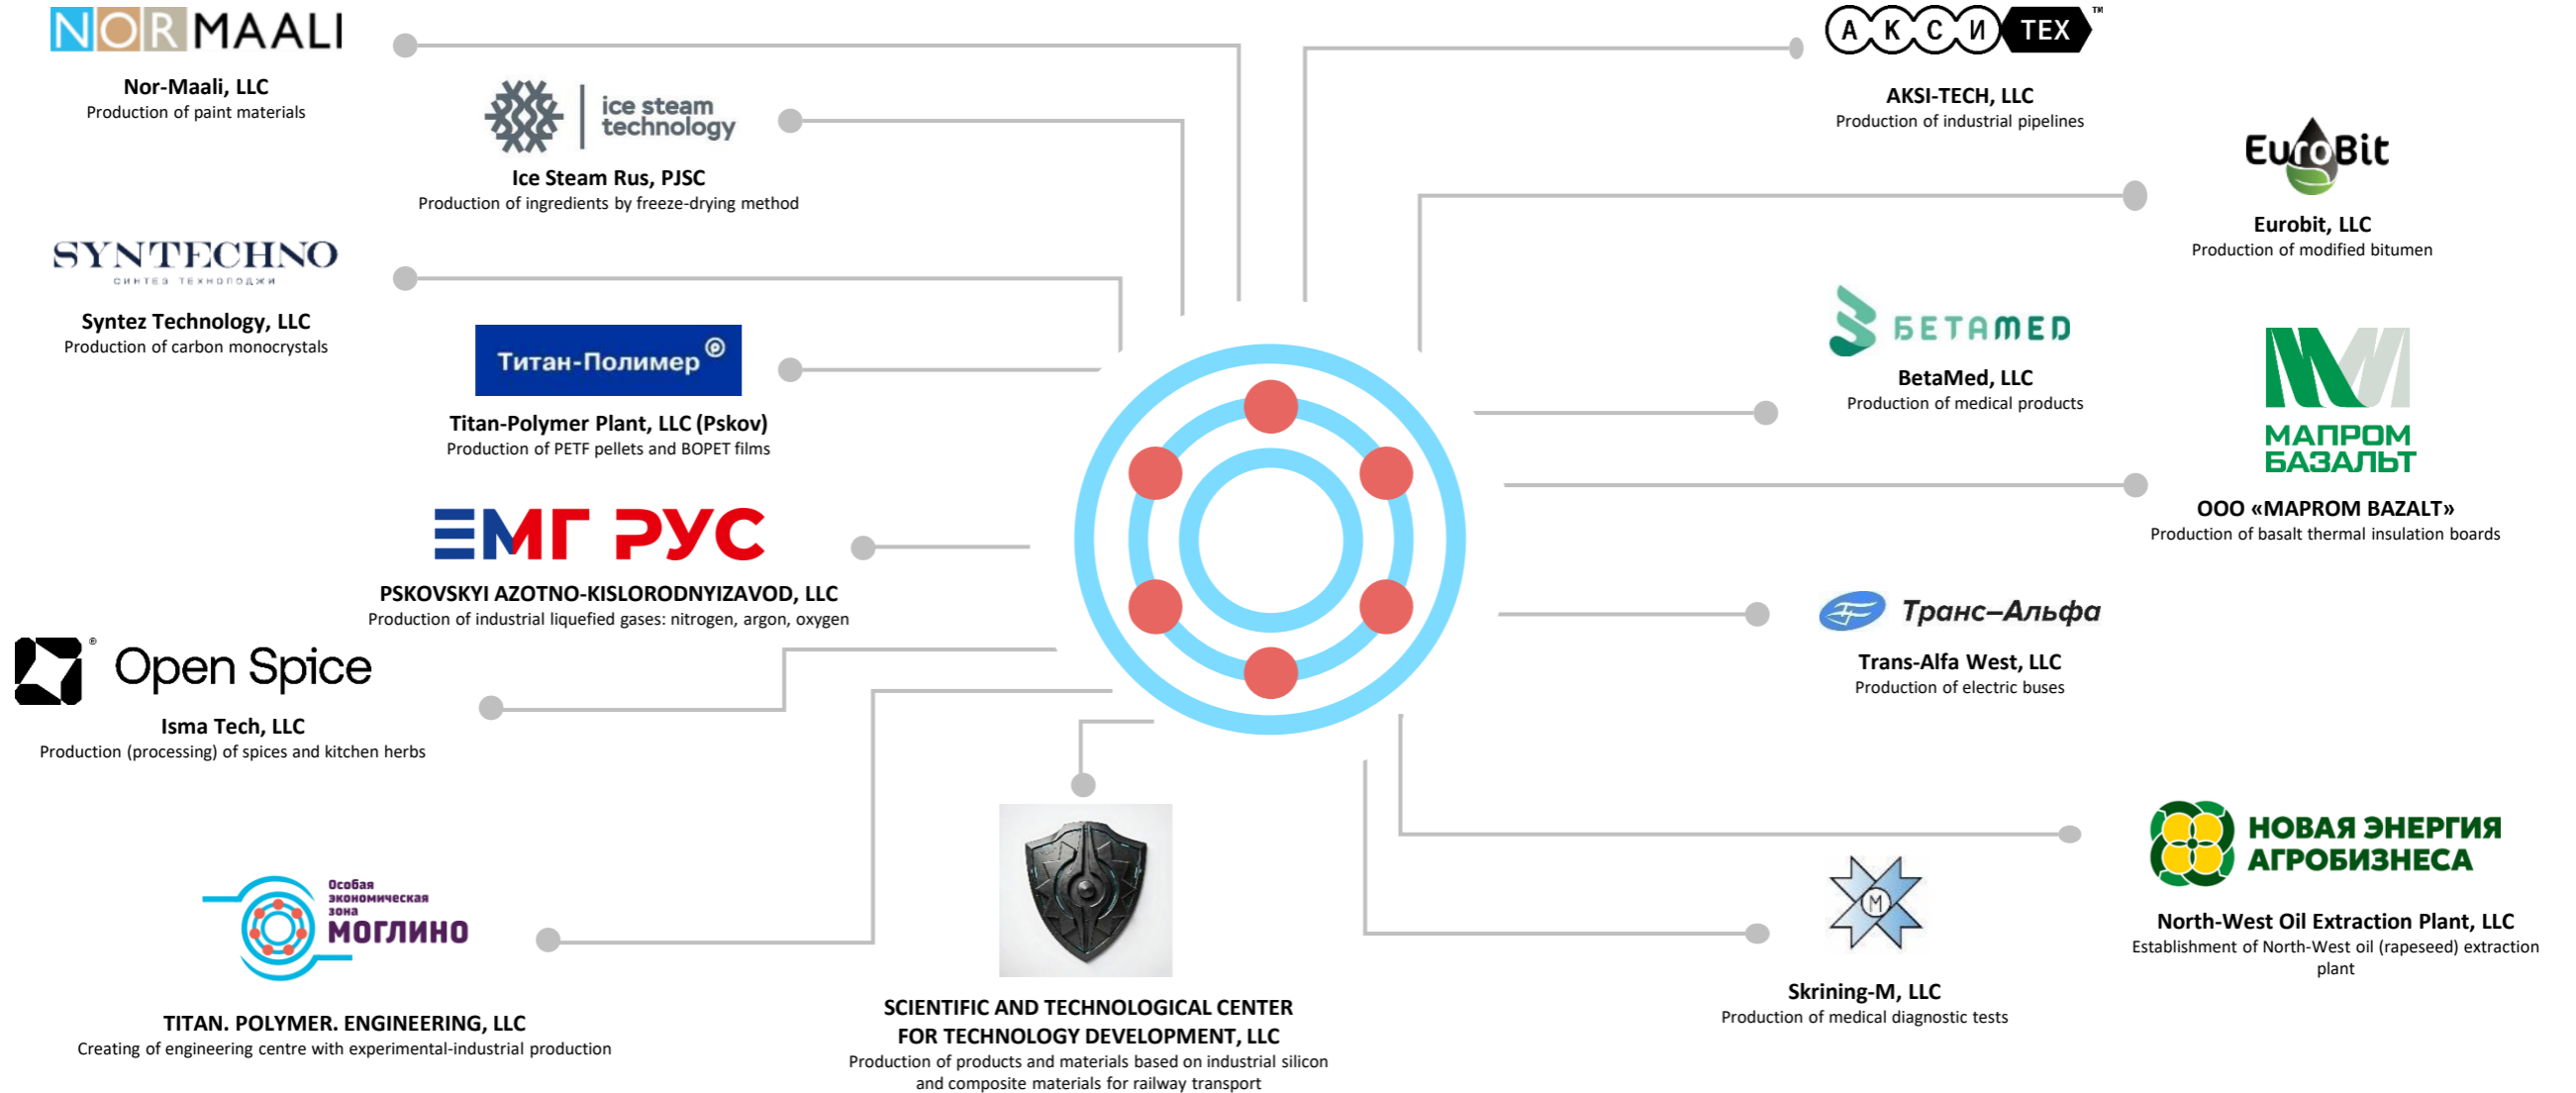 NORMAALI
Nor-Maali, LLC
Production of paint materials
ice steam
technology
Ice Steam Rus, PJSC
Production of ingredients by freeze-drying method
SYNTECHNO
СИНТЕЗ ТЕХНОЛОДЖИ
Syntez Technology, LLC
Production of carbon monocrystals
Титан-Полимер
Titan-Polymer Plant, LLC (Pskov)
Production of PETF pellets and BOPET films
ЕМГ РУС
PSKOVSKYI AZOTNO-KISLORODNYIZAVOD, LLC
Production of industrial liquefied gases: nitrogen, argon, oxygen
Open Spice ®
Isma Tech, LLC
Production (processing) of spices and kitchen herbs
Особая
экономическая
зона
МОГЛИНО
TITAN. POLYMER. ENGINEERING, LLC
Creating of engineering centre with experimental-industrial production
SCIENTIFIC AND TECHNOLOGICAL CENTER
FOR TECHNOLOGY DEVELOPMENT, LLC
Production of products and materials based on industrial silicon
and composite materials for railway transport
АКСИТЕХ ™
AKSI-TECH, LLC
Production of industrial pipelines
EuroBit
Eurobit, LLC
Production of modified bitumen
БЕТАMED
BetaMed, LLC
Production of medical products
МАПРОМ
БАЗАЛЬТ
ООО «MAPROM BAZALT»
Production of basalt thermal insulation boards
Транс–Альфа
Trans-Alfa West, LLC
Production of electric buses
НОВАЯ ЭНЕРГИЯ
АГРОБИЗНЕСА
North-West Oil Extraction Plant, LLC
Establishment of North-West oil (rapeseed) extraction
plant
М
Skrining-M, LLC
Production of medical diagnostic tests